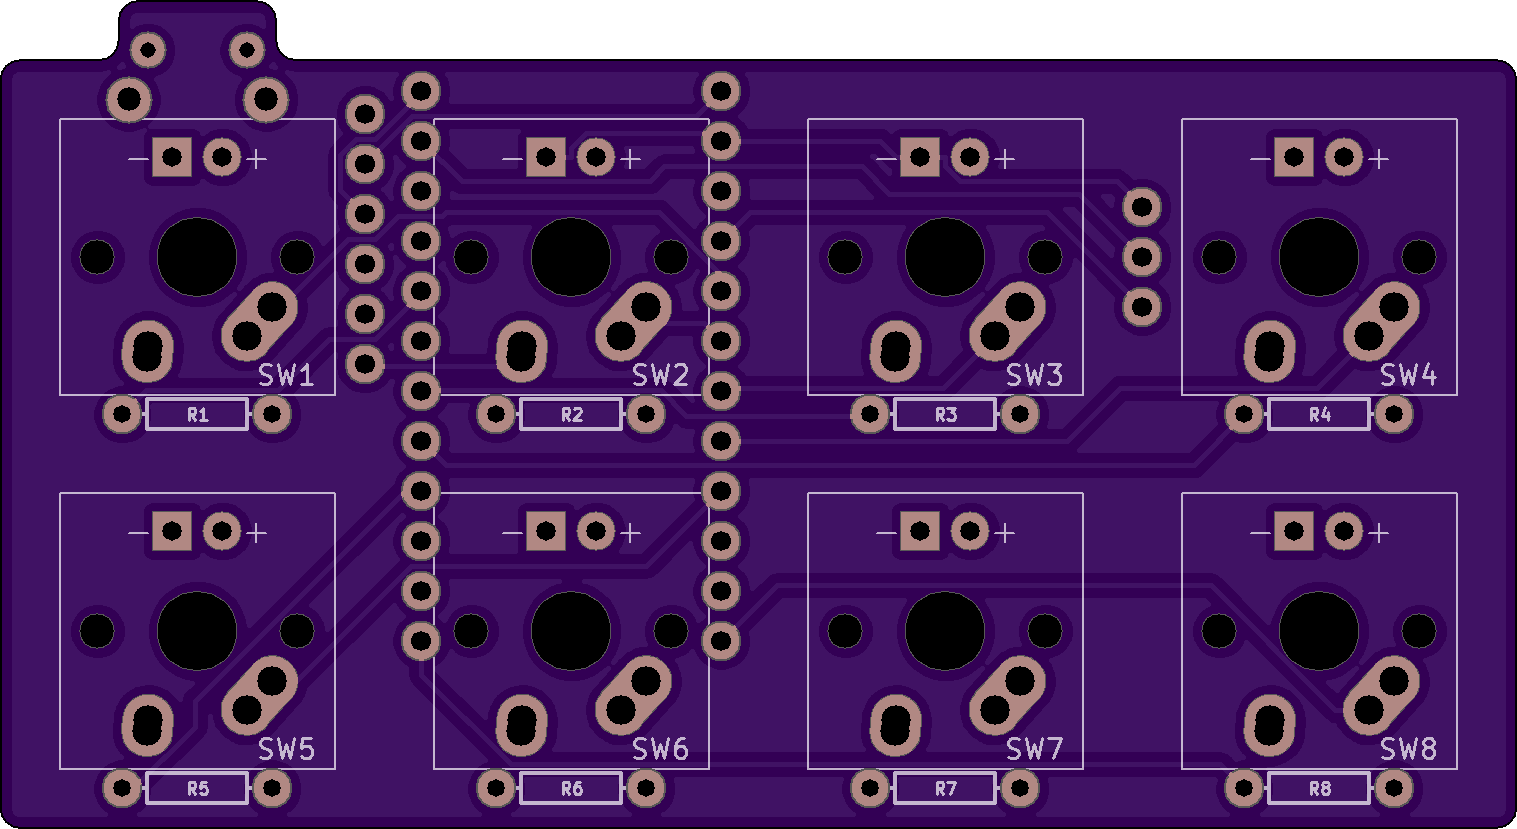 — + — + — + — +
SW1 SW2 SW3 SW4
R1 R2 R3 R4
— + — + — + — +
SW5 SW6 SW7 SW8
R5 R6 R7 R8